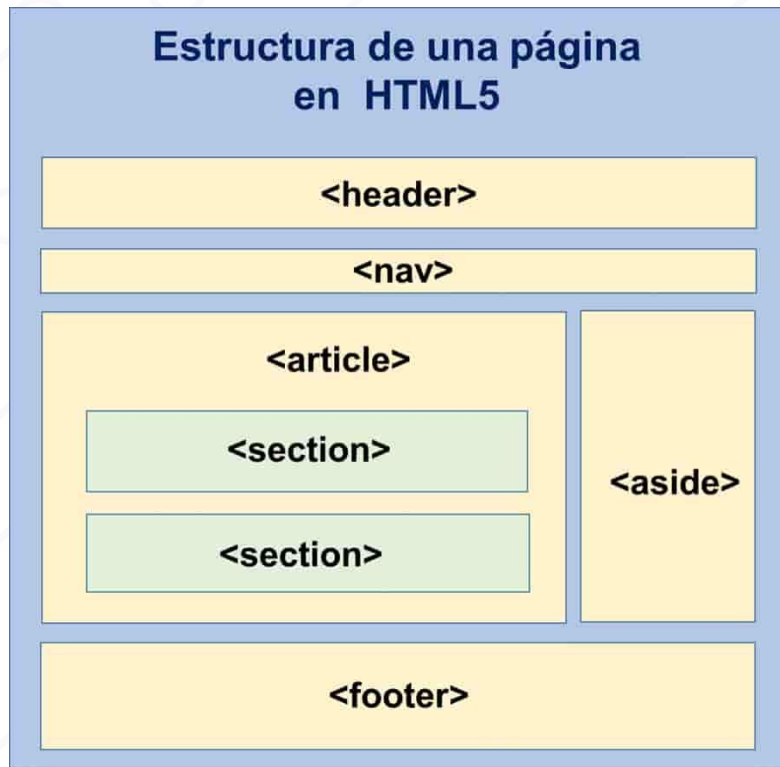 Estructura de una página
en HTML5
<header>
<nav>
<article>
<section>
<section>
<aside>
<footer>